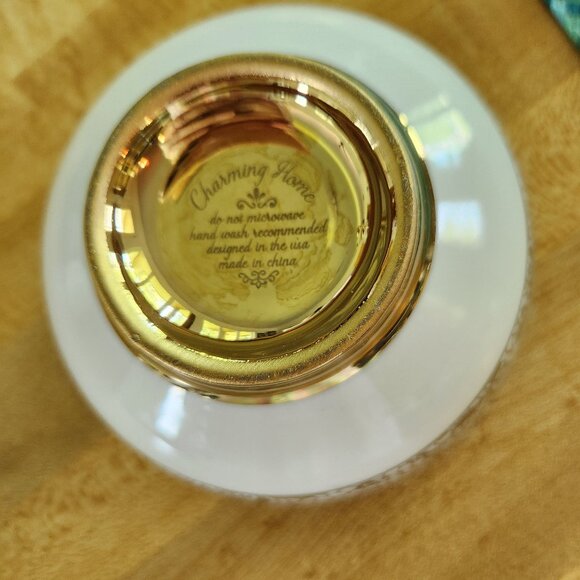 Charming Home
do not microwave
hand wash recommended
designed in the usa
made in china